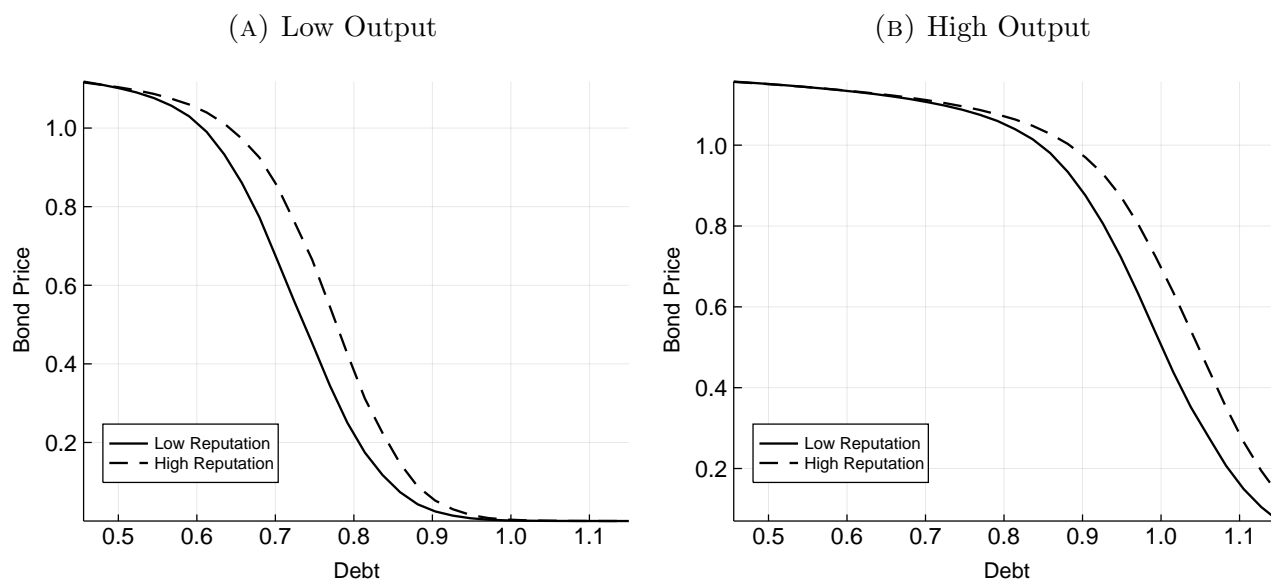 (A) Low Output
1.0
0.8
0.6
0.4
0.2
Bond Price
Low Reputation
High Reputation
0.5 0.6 0.7 0.8 0.9 1.0 1.1
Debt
(B) High Output
1.0
0.8
0.6
0.4
0.2
Bond Price
Low Reputation
High Reputation
0.5 0.6 0.7 0.8 0.9 1.0 1.1
Debt